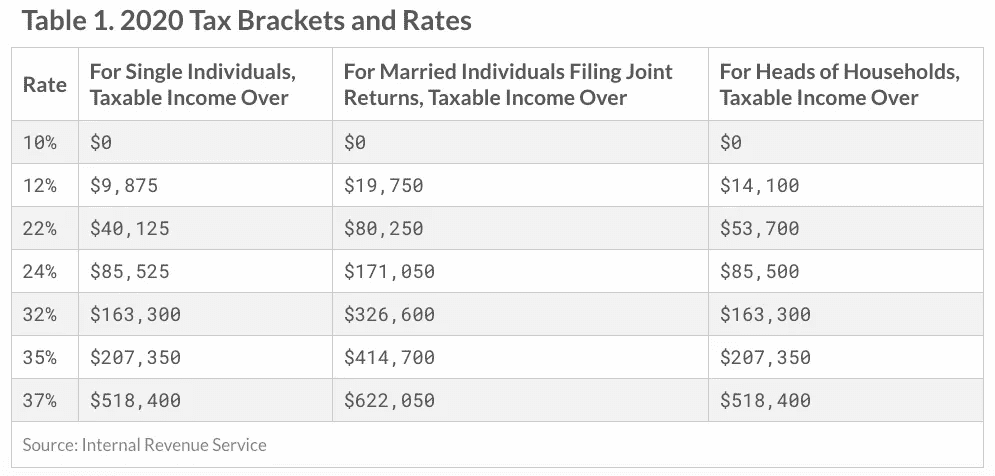 Table 1. 2020 Tax Brackets and Rates
Rate For Single Individuals, Taxable Income Over For Married Individuals Filing Joint Returns, Taxable Income Over For Heads of Households, Taxable Income Over
10% $0 $0 $0
12% $9,875 $19,750 $14,100
22% $40,125 $80,250 $53,700
24% $85,525 $171,050 $85,500
32% $163,300 $326,600 $163,300
35% $207,350 $414,700 $207,350
37% $518,400 $622,050 $518,400
Source: Internal Revenue Service